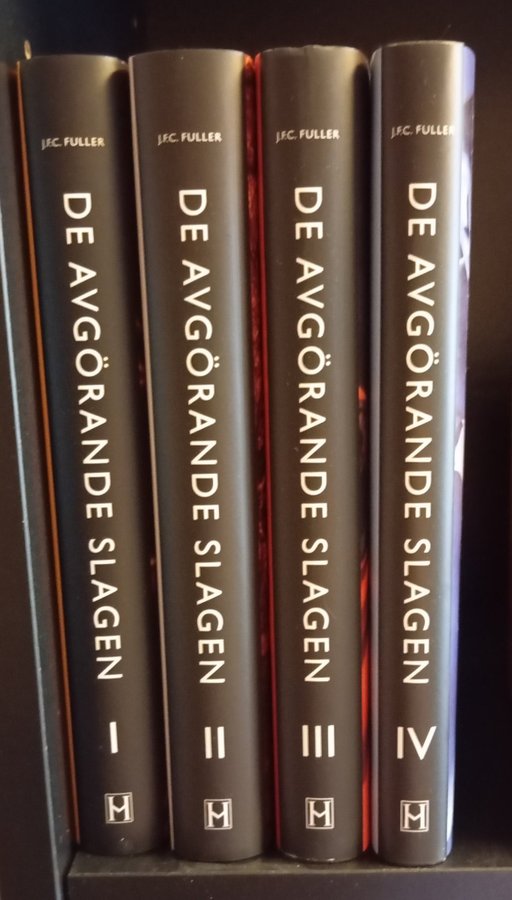 J.F.C. FULLER
DE AVGÖRANDE SLAGEN
I
J.F.C. FULLER
DE AVGÖRANDE SLAGEN
II
J.F.C. FULLER
DE AVGÖRANDE SLAGEN
III
J.F.C. FULLER
DE AVGÖRANDE SLAGEN
IV